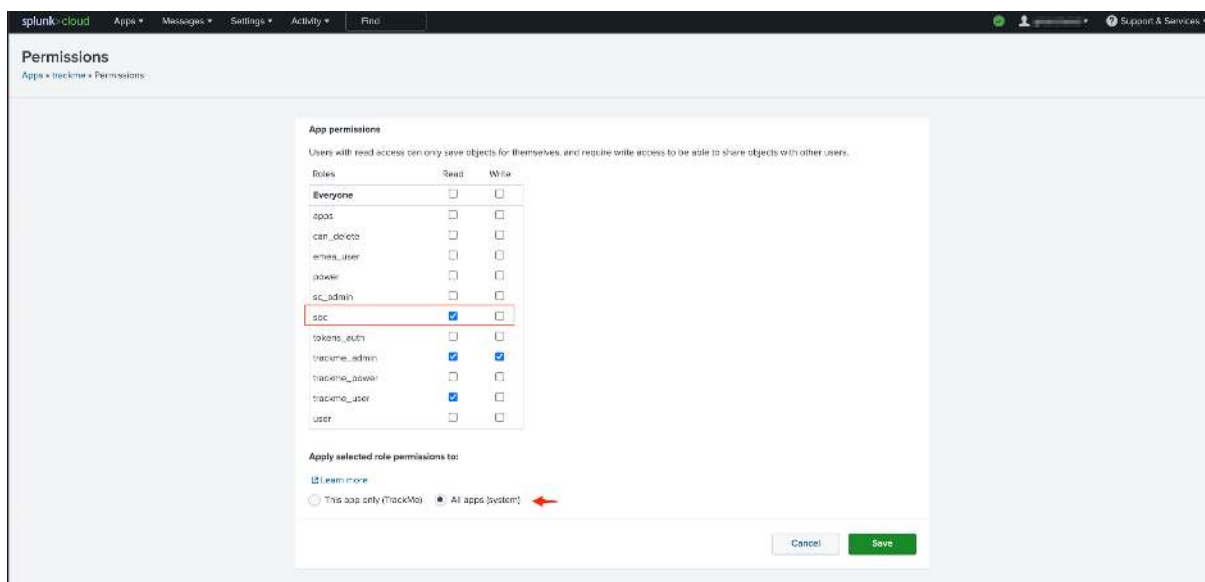 splunk>cloud Apps Messages Settings Activity Find Support & Services
Permissions
Apps » trackme » Permissions
App permissions
Users with read access can only save objects for themselves, and require write access to be able to share objects with other users.
Roles Read Write
Everyone
apps
can_delete
emea_user
power
sc_admin
soc
tokens_auth
trackme_admin
trackme_power
trackme_user
user
Apply selected role permissions to:
Learn more
This app only (TrackMe) All apps (system)
Cancel Save